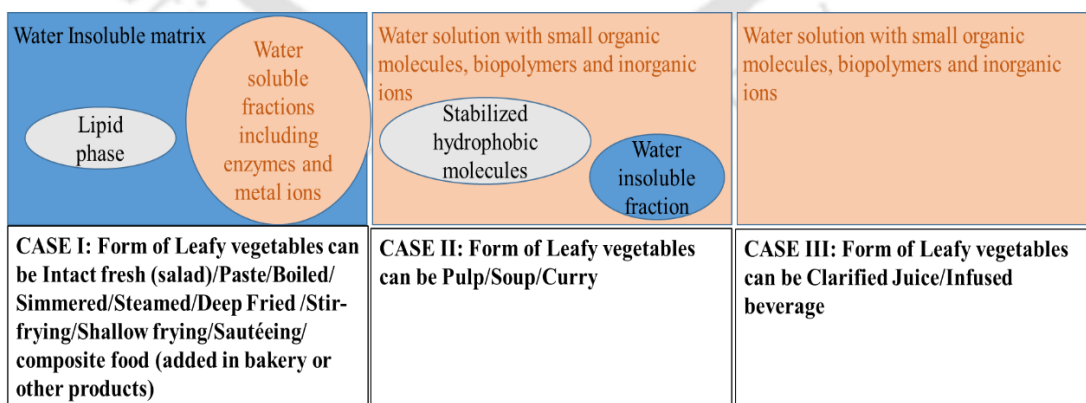 Water Insoluble matrix
Water
soluble
fractions
including
enzymes and
metal ions
Lipid
phase
Water solution with small organic
molecules, biopolymers and inorganic
ions
Stabilized
hydrophobic
molecules
Water
insoluble
fraction
Water solution with small organic
molecules, biopolymers and inorganic
ions
CASE I: Form of Leafy vegetables can
be Intact fresh (salad)/Paste/Boiled/
Simmered/Steamed/Deep Fried /Stir-
frying/Shallow frying/Sautéeing/
composite food (added in bakery or
other products)
CASE II: Form of Leafy vegetables
can be Pulp/Soup/Curry
CASE III: Form of Leafy vegetables
can be Clarified Juice/Infused
beverage